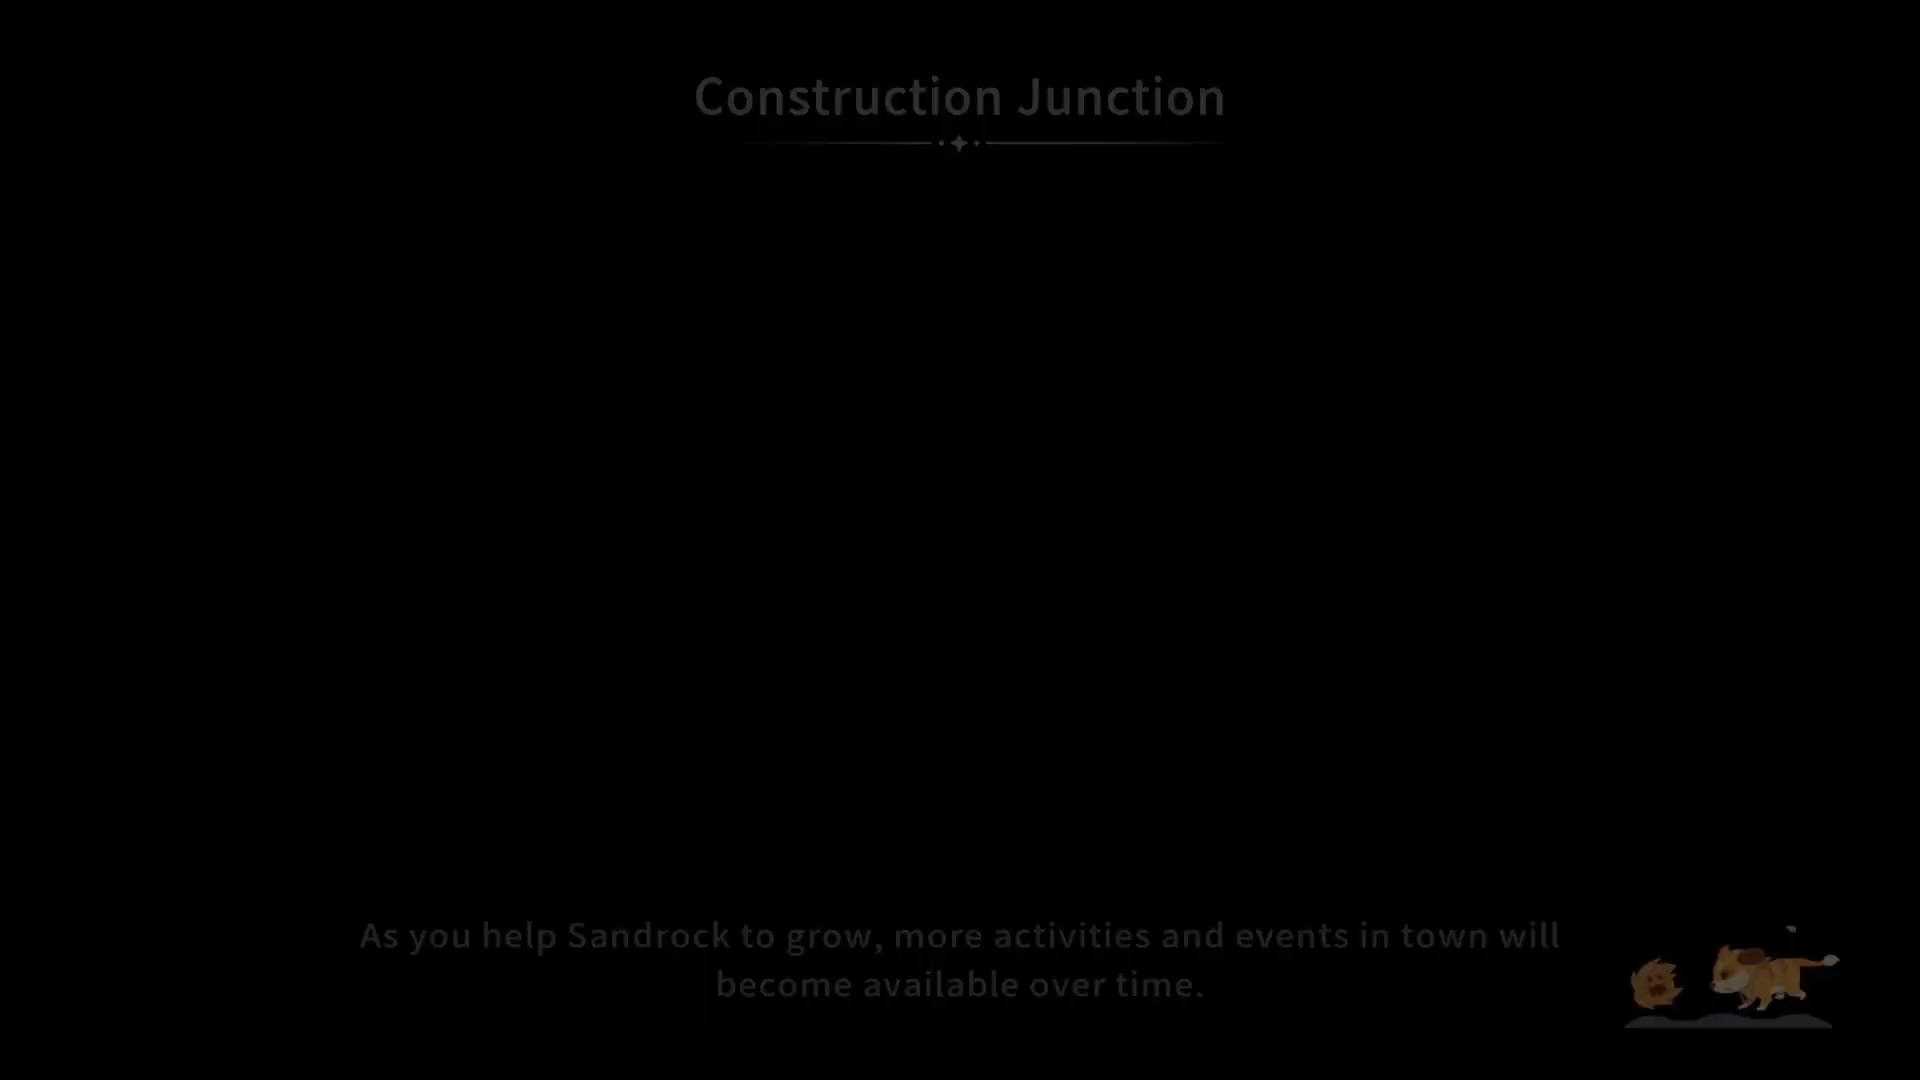 Construction Junction
As you help Sandrock to grow, more activities and events in town will
become available over time.